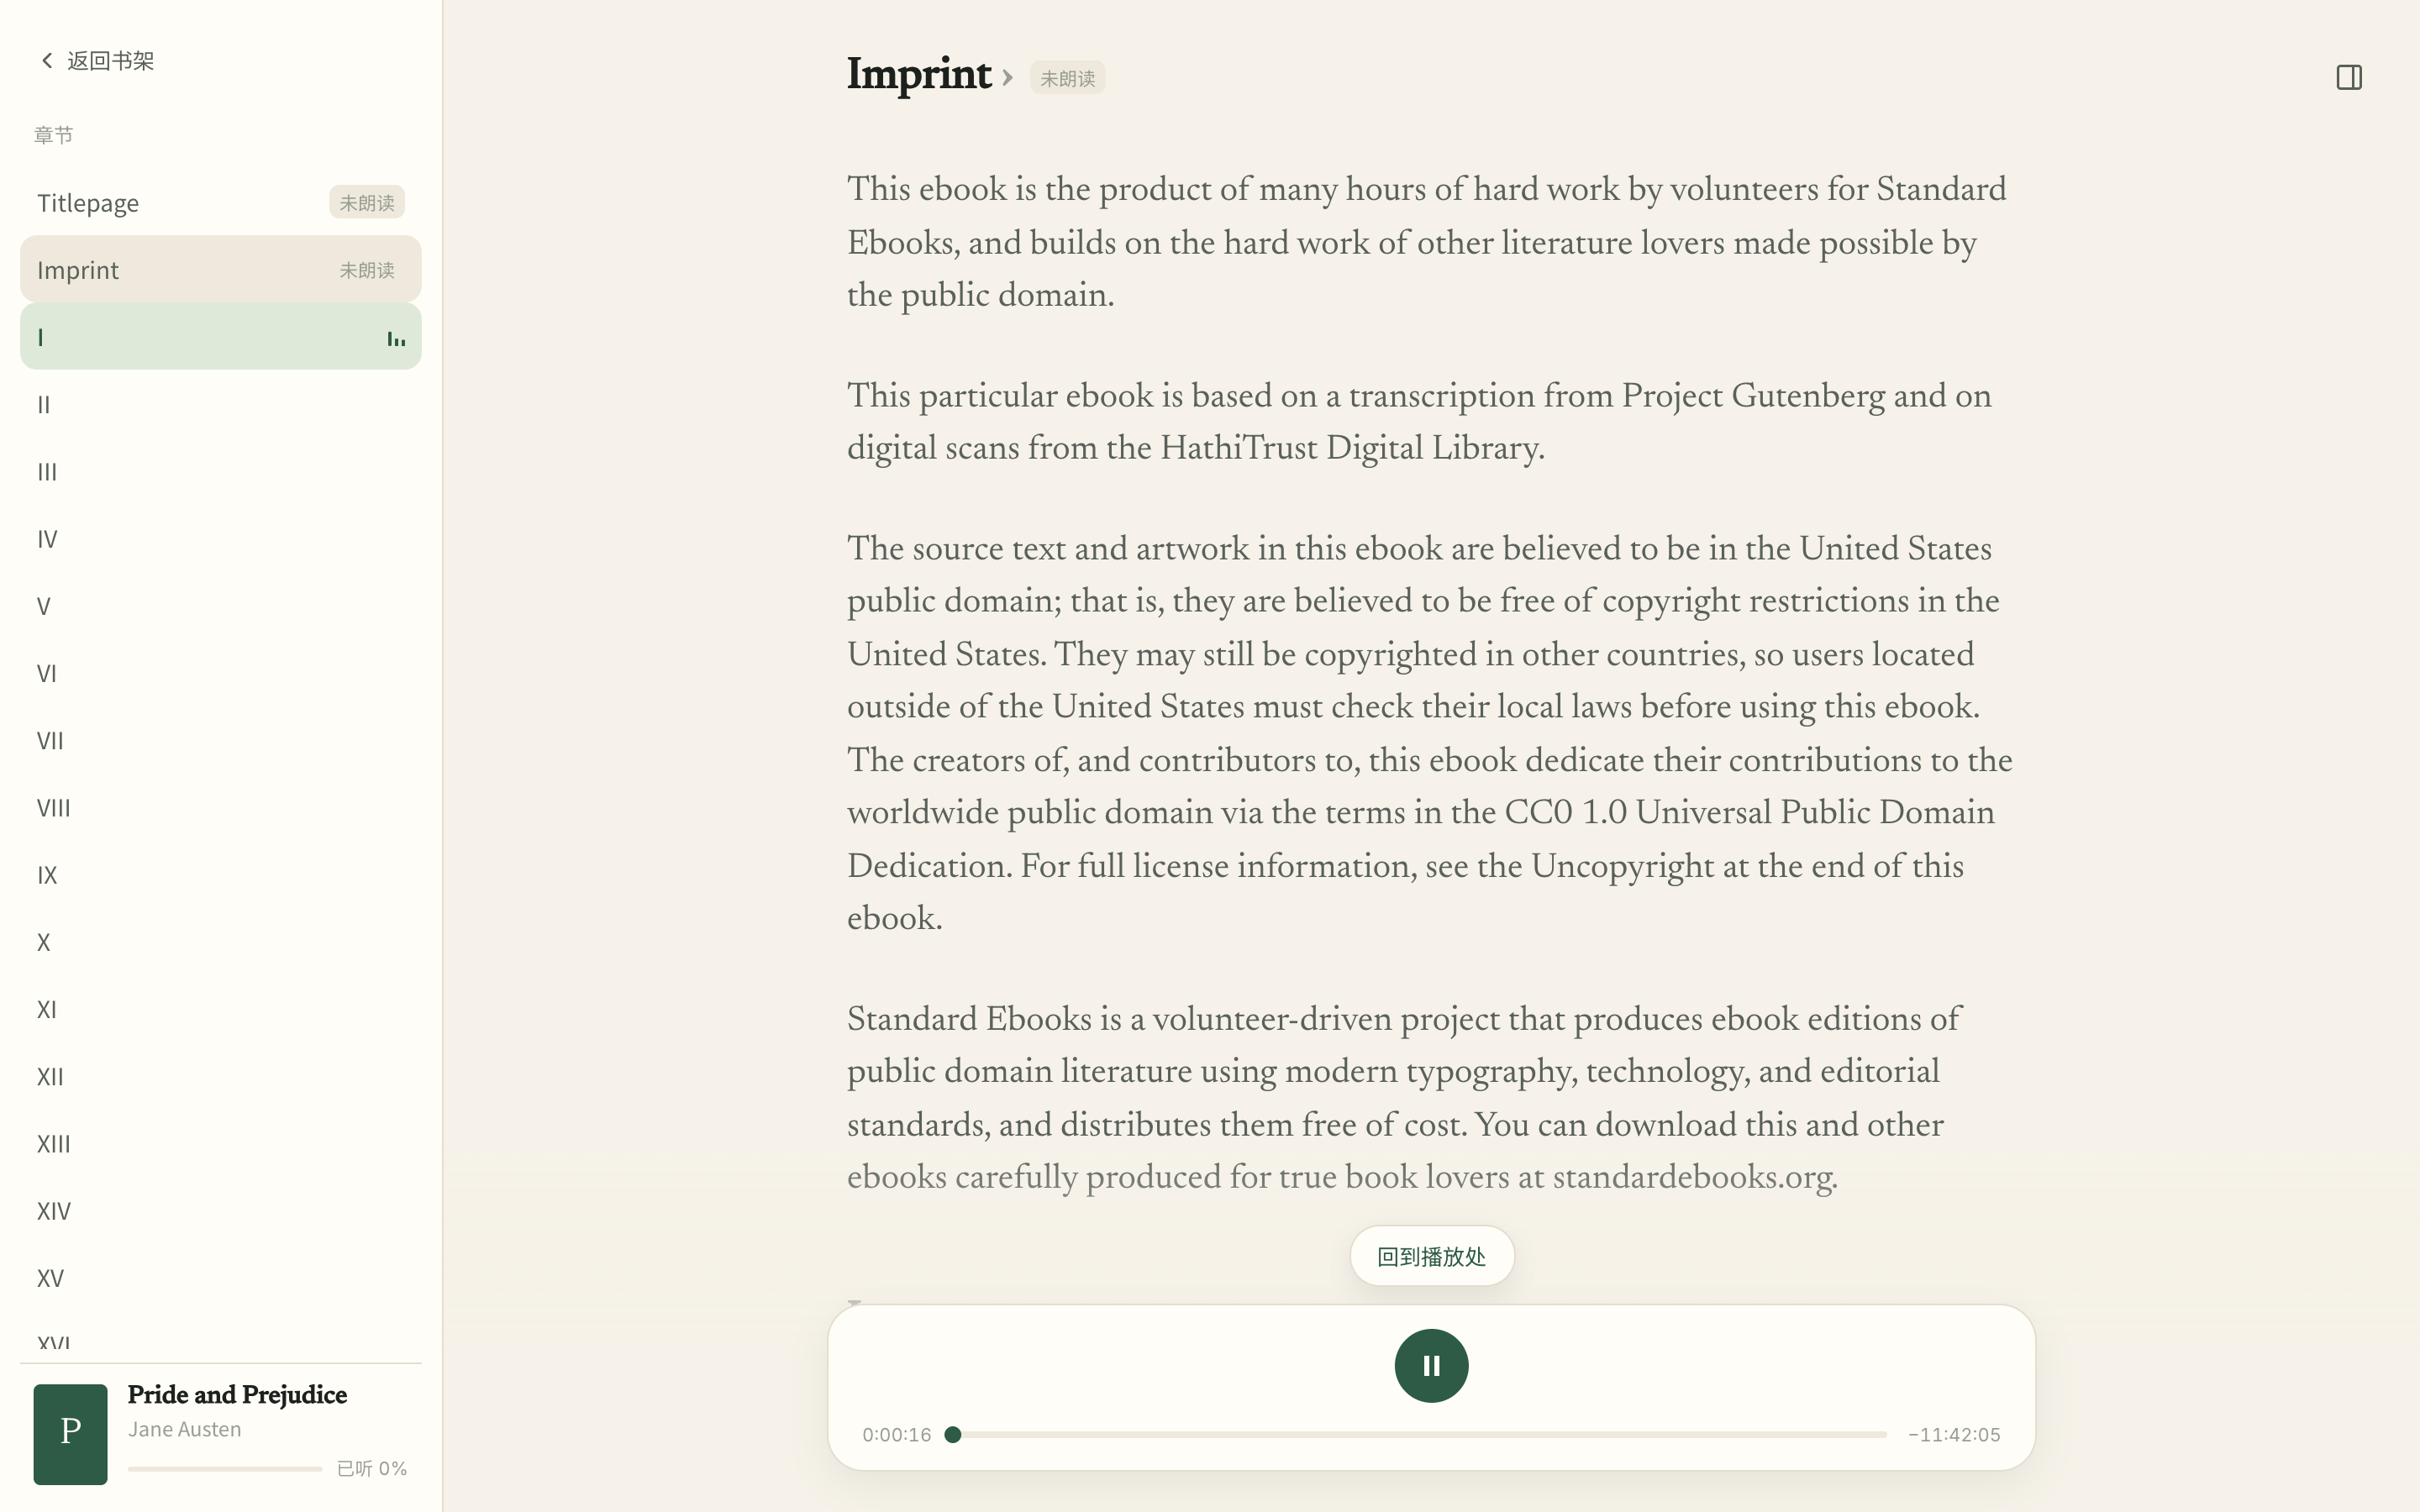 返回书架
章节
Titlepage 未朗读
Imprint 未朗读
I
II
III
IV
V
VI
VII
VIII
IX
X
XI
XII
XIII
XIV
XV
XVI
P
Pride and Prejudice
Jane Austen
已听 0%
Imprint › 未朗读
This ebook is the product of many hours of hard work by volunteers for Standard
Ebooks, and builds on the hard work of other literature lovers made possible by
the public domain.
This particular ebook is based on a transcription from Project Gutenberg and on
digital scans from the HathiTrust Digital Library.
The source text and artwork in this ebook are believed to be in the United States
public domain; that is, they are believed to be free of copyright restrictions in the
United States. They may still be copyrighted in other countries, so users located
outside of the United States must check their local laws before using this ebook.
The creators of, and contributors to, this ebook dedicate their contributions to the
worldwide public domain via the terms in the CC0 1.0 Universal Public Domain
Dedication. For full license information, see the Uncopyright at the end of this
ebook.
Standard Ebooks is a volunteer-driven project that produces ebook editions of
public domain literature using modern typography, technology, and editorial
standards, and distributes them free of cost. You can download this and other
ebooks carefully produced for true book lovers at standardebooks.org.
回到播放处
0:00:16
−11:42:05